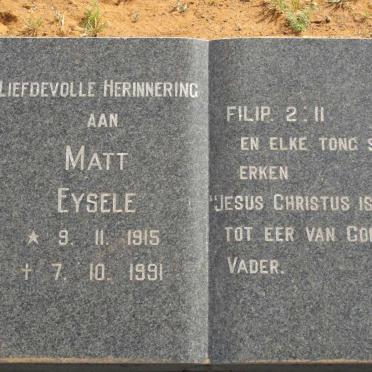 LIEFDEVOLLE HERINNERING
AAN
MATT
EYSELE
★ 9. 11. 1915
✝ 7. 10. 1991
FILIP. 2:11
EN ELKE TONG S
ERKEN
"JESUS CHRISTUS IS
TOT EER VAN GOD
VADER.